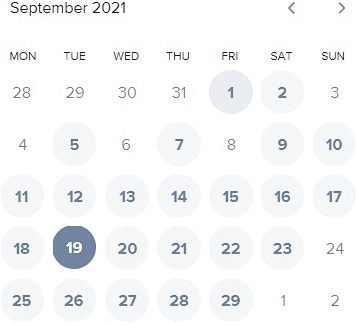 September 2021
MON TUE WED THU FRI SAT SUN
28 29 30 31 1 2 3
4 5 6 7 8 9 10
11 12 13 14 15 16 17
18 19 20 21 22 23 24
25 26 27 28 29 1 2